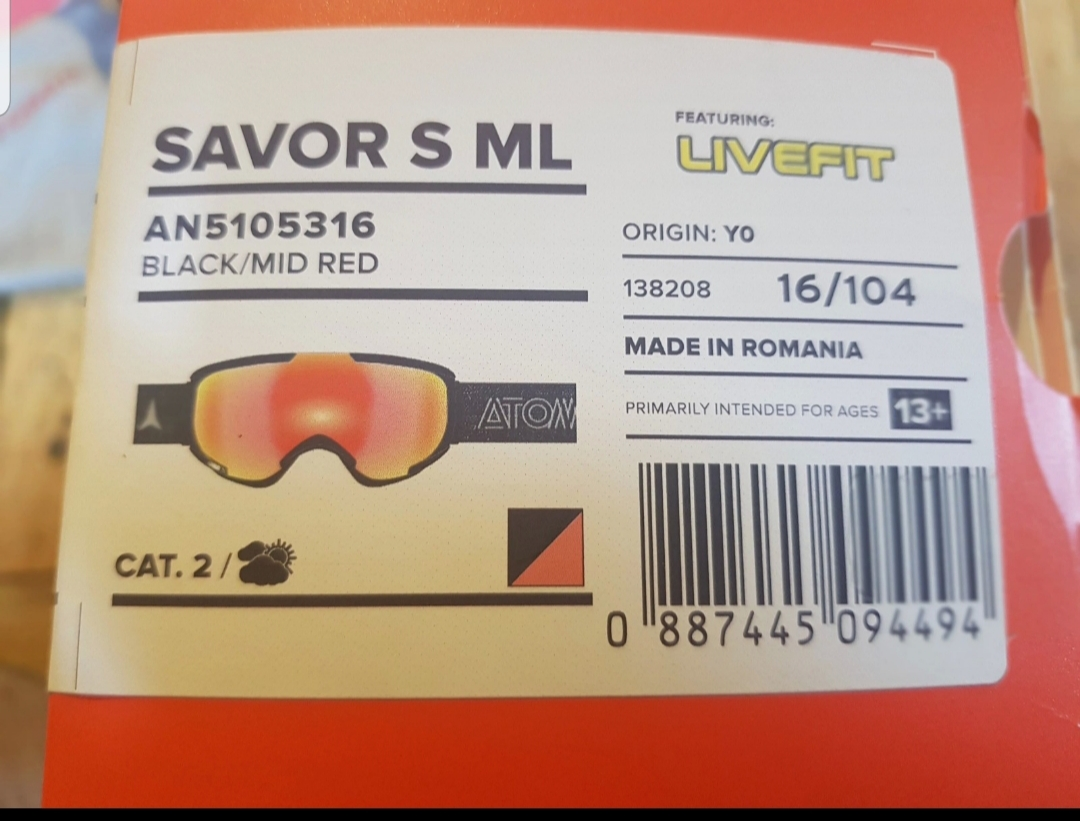 SAVOR S ML
AN5105316
BLACK/MID RED
ATOM
CAT. 2 /
FEATURING:
LIVEFIT
ORIGIN: Y0
138208 16/104
MADE IN ROMANIA
PRIMARILY INTENDED FOR AGES 13+
0 887445 094494